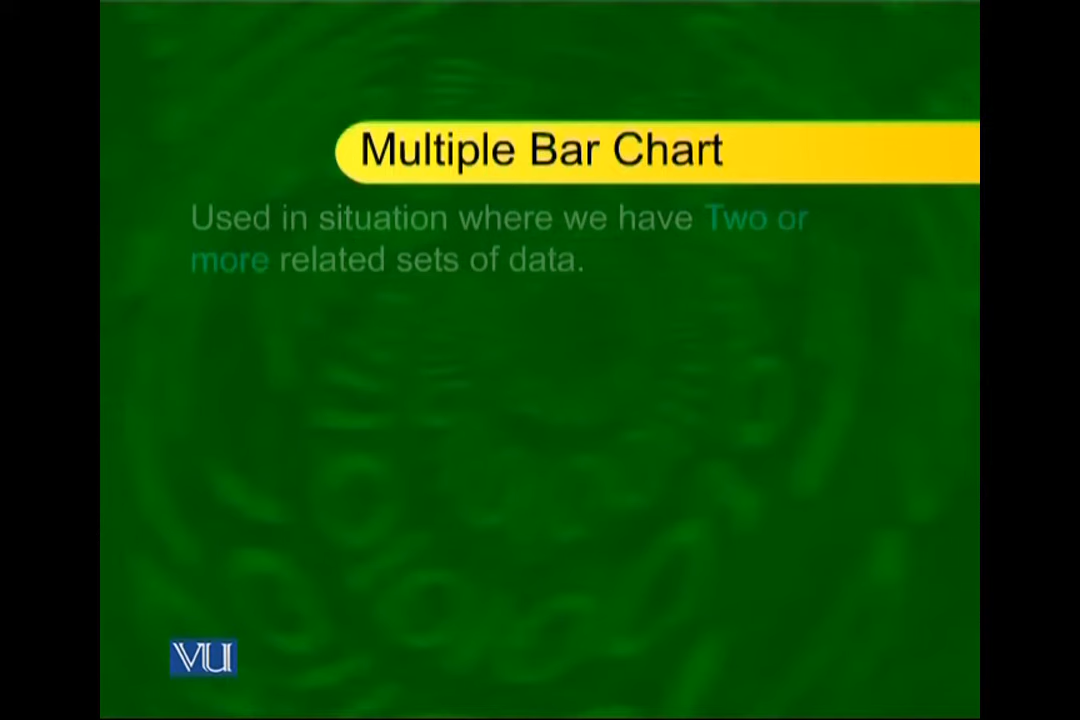 Multiple Bar Chart
Used in situation where we have Two or
more related sets of data.
VU